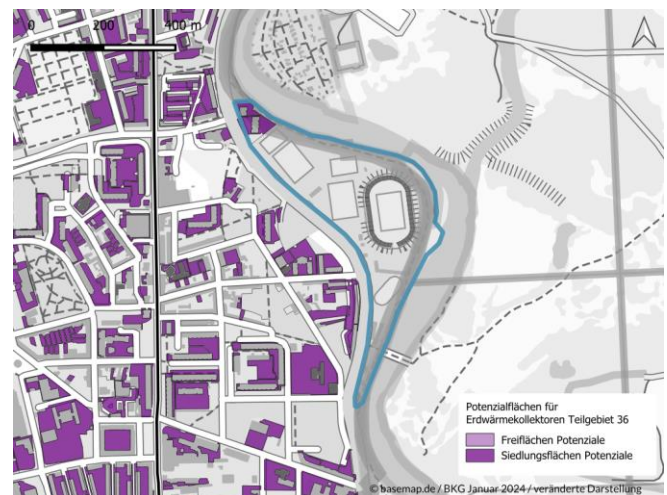 0 200 400 m
Potenzialflächen für
Erdwärmekollektoren Teilgebiet 36
Freiflächen Potenziale
Siedlungsflächen Potenziale
© basemap.de / BKG Januar 2024 / veränderte Darstellung